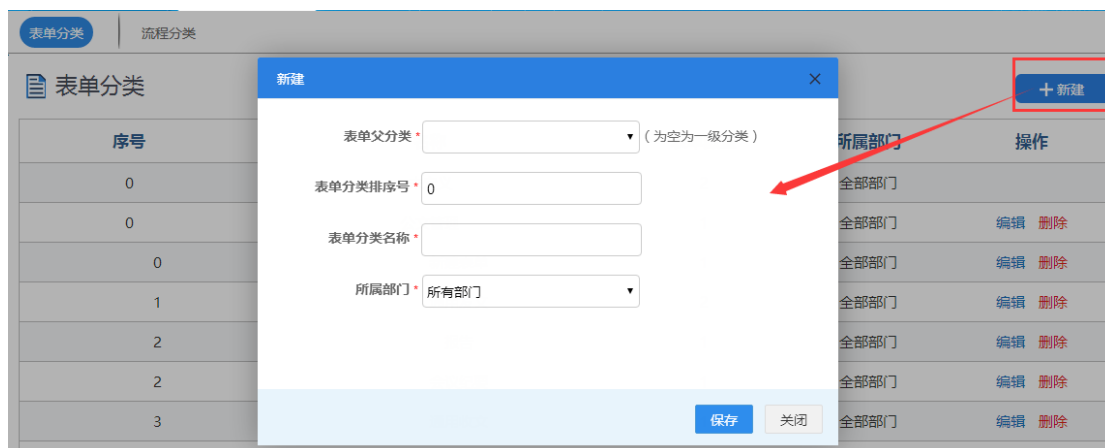 表单分类 流程分类
表单分类
新建 ×
+ 新建
序号 所属部门 操作
表单父分类 * (为空为一级分类)
0 全部部门
表单分类排序号 * 0
0 全部部门 编辑 删除
表单分类名称 *
0 全部部门 编辑 删除
所属部门 * 所有部门
1 全部部门 编辑 删除
2 全部部门 编辑 删除
2 全部部门 编辑 删除
3 全部部门 编辑 删除
保存 关闭